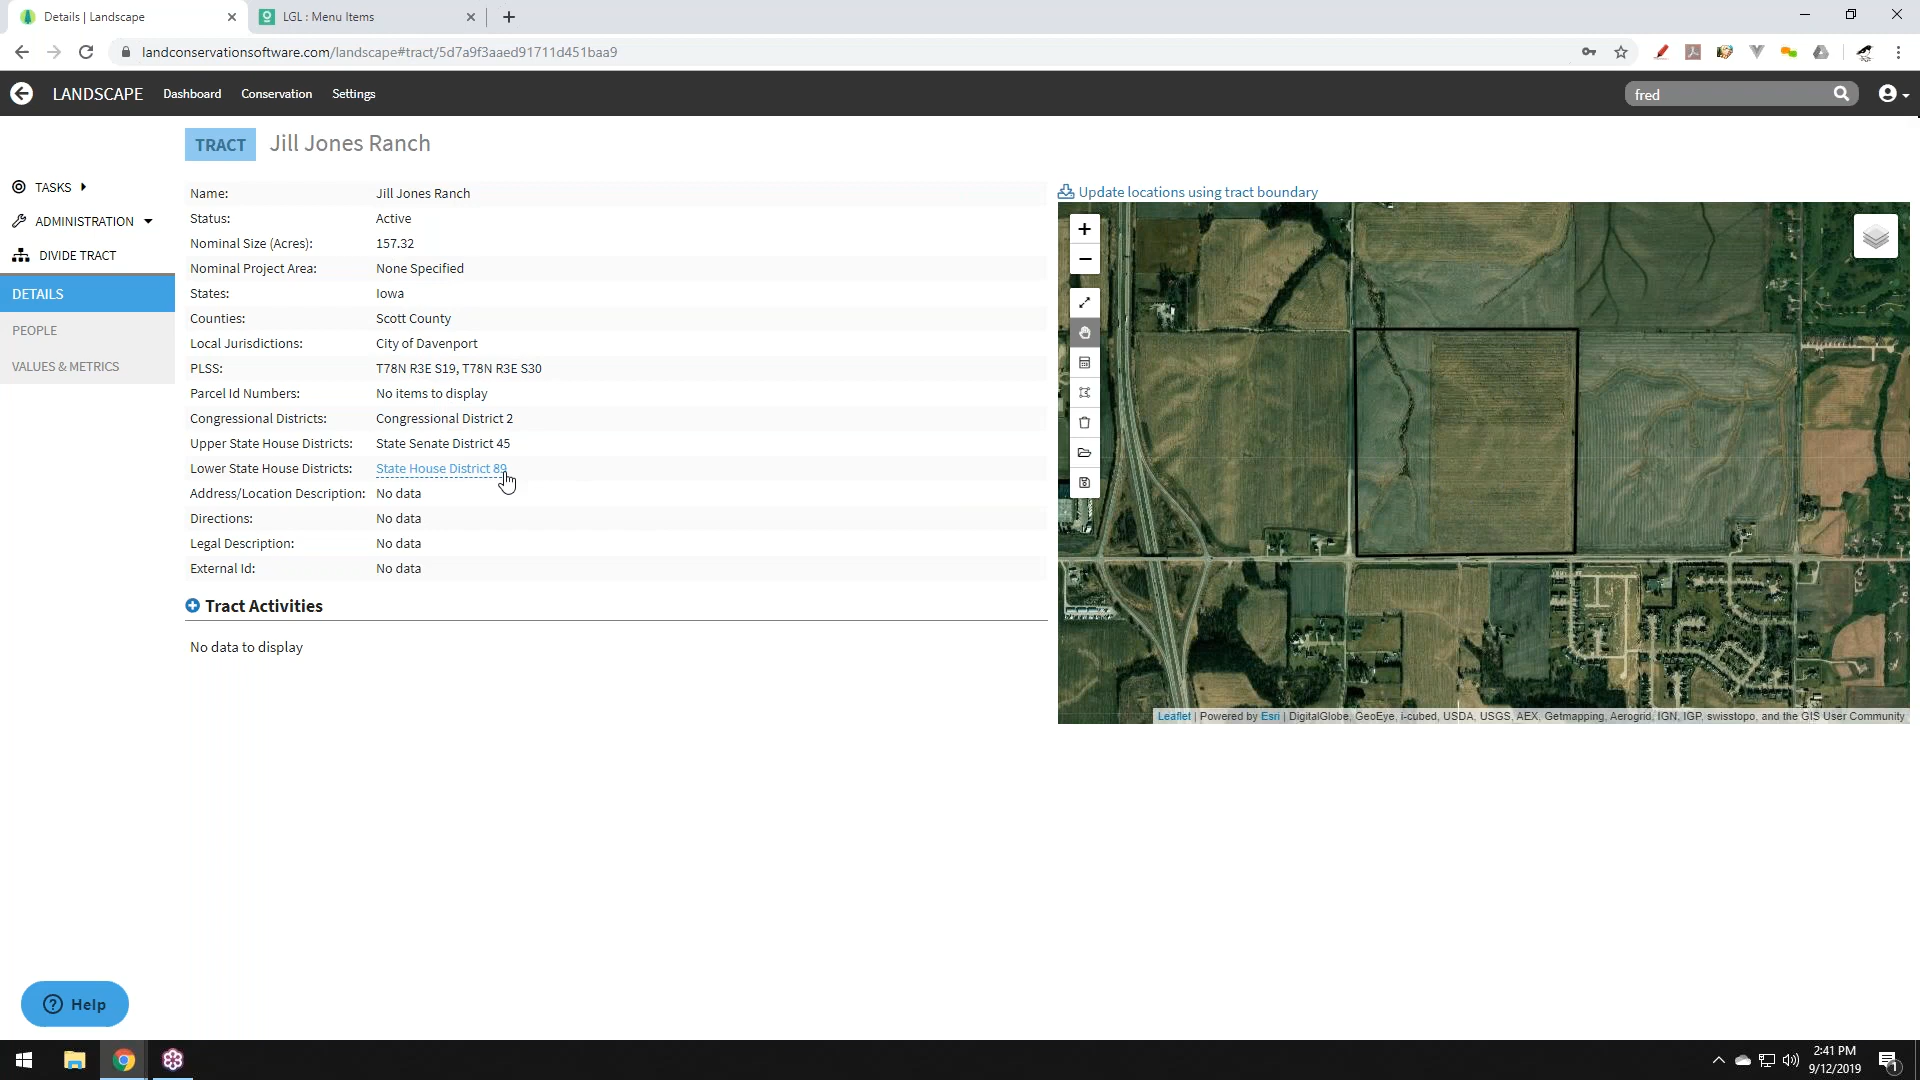 Details | Landscape
LGL : Menu Items
landconservationsoftware.com/landscape#tract/5d7a9f3aaed91711d451baa9
LANDSCAPE Dashboard Conservation Settings
fred
TRACT Jill Jones Ranch
TASKS
ADMINISTRATION
DIVIDE TRACT
DETAILS
PEOPLE
VALUES & METRICS
Name: Jill Jones Ranch
Status: Active
Nominal Size (Acres): 157.32
Nominal Project Area: None Specified
States: Iowa
Counties: Scott County
Local Jurisdictions: City of Davenport
PLSS: T78N R3E S19, T78N R3E S30
Parcel Id Numbers: No items to display
Congressional Districts: Congressional District 2
Upper State House Districts: State Senate District 45
Lower State House Districts: State House District 89
Address/Location Description: No data
Directions: No data
Legal Description: No data
External Id: No data
Tract Activities
No data to display
Update locations using tract boundary
+
−
Leaflet | Powered by Esri | DigitalGlobe, GeoEye, i-cubed, USDA, USGS, AEX, Getmapping, Aerogrid, IGN, IGP, swisstopo, and the GIS User Community
? Help
2:41 PM
9/12/2019
1